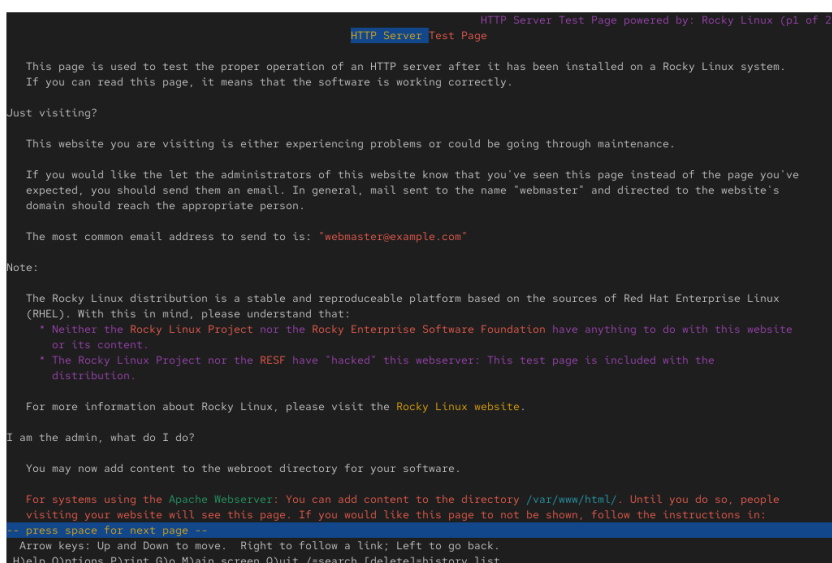 HTTP Server Test Page powered by: Rocky Linux (p1 of 2
HTTP Server Test Page
This page is used to test the proper operation of an HTTP server after it has been installed on a Rocky Linux system.
If you can read this page, it means that the software is working correctly.
Just visiting?
This website you are visiting is either experiencing problems or could be going through maintenance.
If you would like the let the administrators of this website know that you've seen this page instead of the page you've
expected, you should send them an email. In general, mail sent to the name "webmaster" and directed to the website's
domain should reach the appropriate person.
The most common email address to send to is: "webmaster@example.com"
Note:
The Rocky Linux distribution is a stable and reproduceable platform based on the sources of Red Hat Enterprise Linux
(RHEL). With this in mind, please understand that:
* Neither the Rocky Linux Project nor the Rocky Enterprise Software Foundation have anything to do with this website
or its content.
* The Rocky Linux Project nor the RESF have "hacked" this webserver: This test page is included with the
distribution.
For more information about Rocky Linux, please visit the Rocky Linux website.
I am the admin, what do I do?
You may now add content to the webroot directory for your software.
For systems using the Apache Webserver: You can add content to the directory /var/www/html/. Until you do so, people
visiting your website will see this page. If you would like this page to not be shown, follow the instructions in:
-- press space for next page --
Arrow keys: Up and Down to move. Right to follow a link; Left to go back.
H)elp O)ptions P)rint G)o M)ain screen Q)uit /=search [delete]=history list